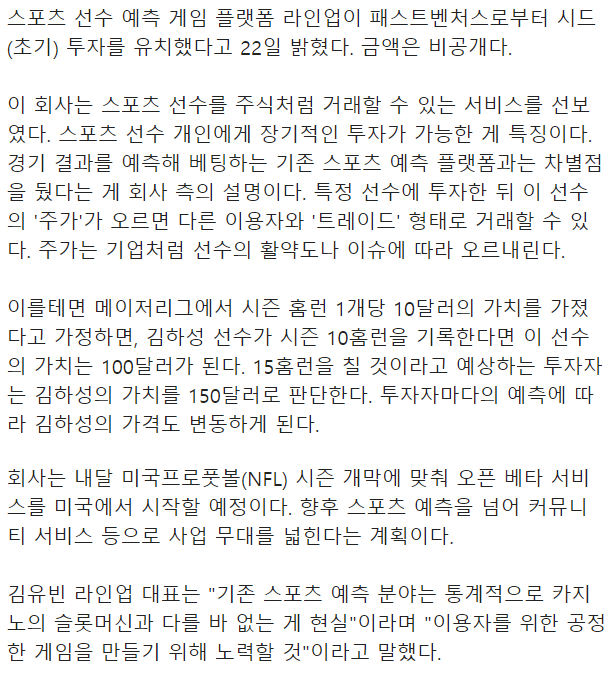 스포츠 선수 예측 게임 플랫폼 라인업이 패스트벤처스로부터 시드
(초기) 투자를 유치했다고 22일 밝혔다. 금액은 비공개다.
이 회사는 스포츠 선수를 주식처럼 거래할 수 있는 서비스를 선보
였다. 스포츠 선수 개인에게 장기적인 투자가 가능한 게 특징이다.
경기 결과를 예측해 베팅하는 기존 스포츠 예측 플랫폼과는 차별점
을 뒀다는 게 회사 측의 설명이다. 특정 선수에 투자한 뒤 이 선수
의 '주가'가 오르면 다른 이용자와 '트레이드' 형태로 거래할 수 있
다. 주가는 기업처럼 선수의 활약도나 이슈에 따라 오르내린다.
이를테면 메이저리그에서 시즌 홈런 1개당 10달러의 가치를 가졌
다고 가정하면, 김하성 선수가 시즌 10홈런을 기록한다면 이 선수
의 가치는 100달러가 된다. 15홈런을 칠 것이라고 예상하는 투자자
는 김하성의 가치를 150달러로 판단한다. 투자자마다의 예측에 따
라 김하성의 가격도 변동하게 된다.
회사는 내달 미국프로풋볼(NFL) 시즌 개막에 맞춰 오픈 베타 서비
스를 미국에서 시작할 예정이다. 향후 스포츠 예측을 넘어 커뮤니
티 서비스 등으로 사업 무대를 넓힌다는 계획이다.
김유빈 라인업 대표는 "기존 스포츠 예측 분야는 통계적으로 카지
노의 슬롯머신과 다를 바 없는 게 현실"이라며 "이용자를 위한 공정
한 게임을 만들기 위해 노력할 것"이라고 말했다.